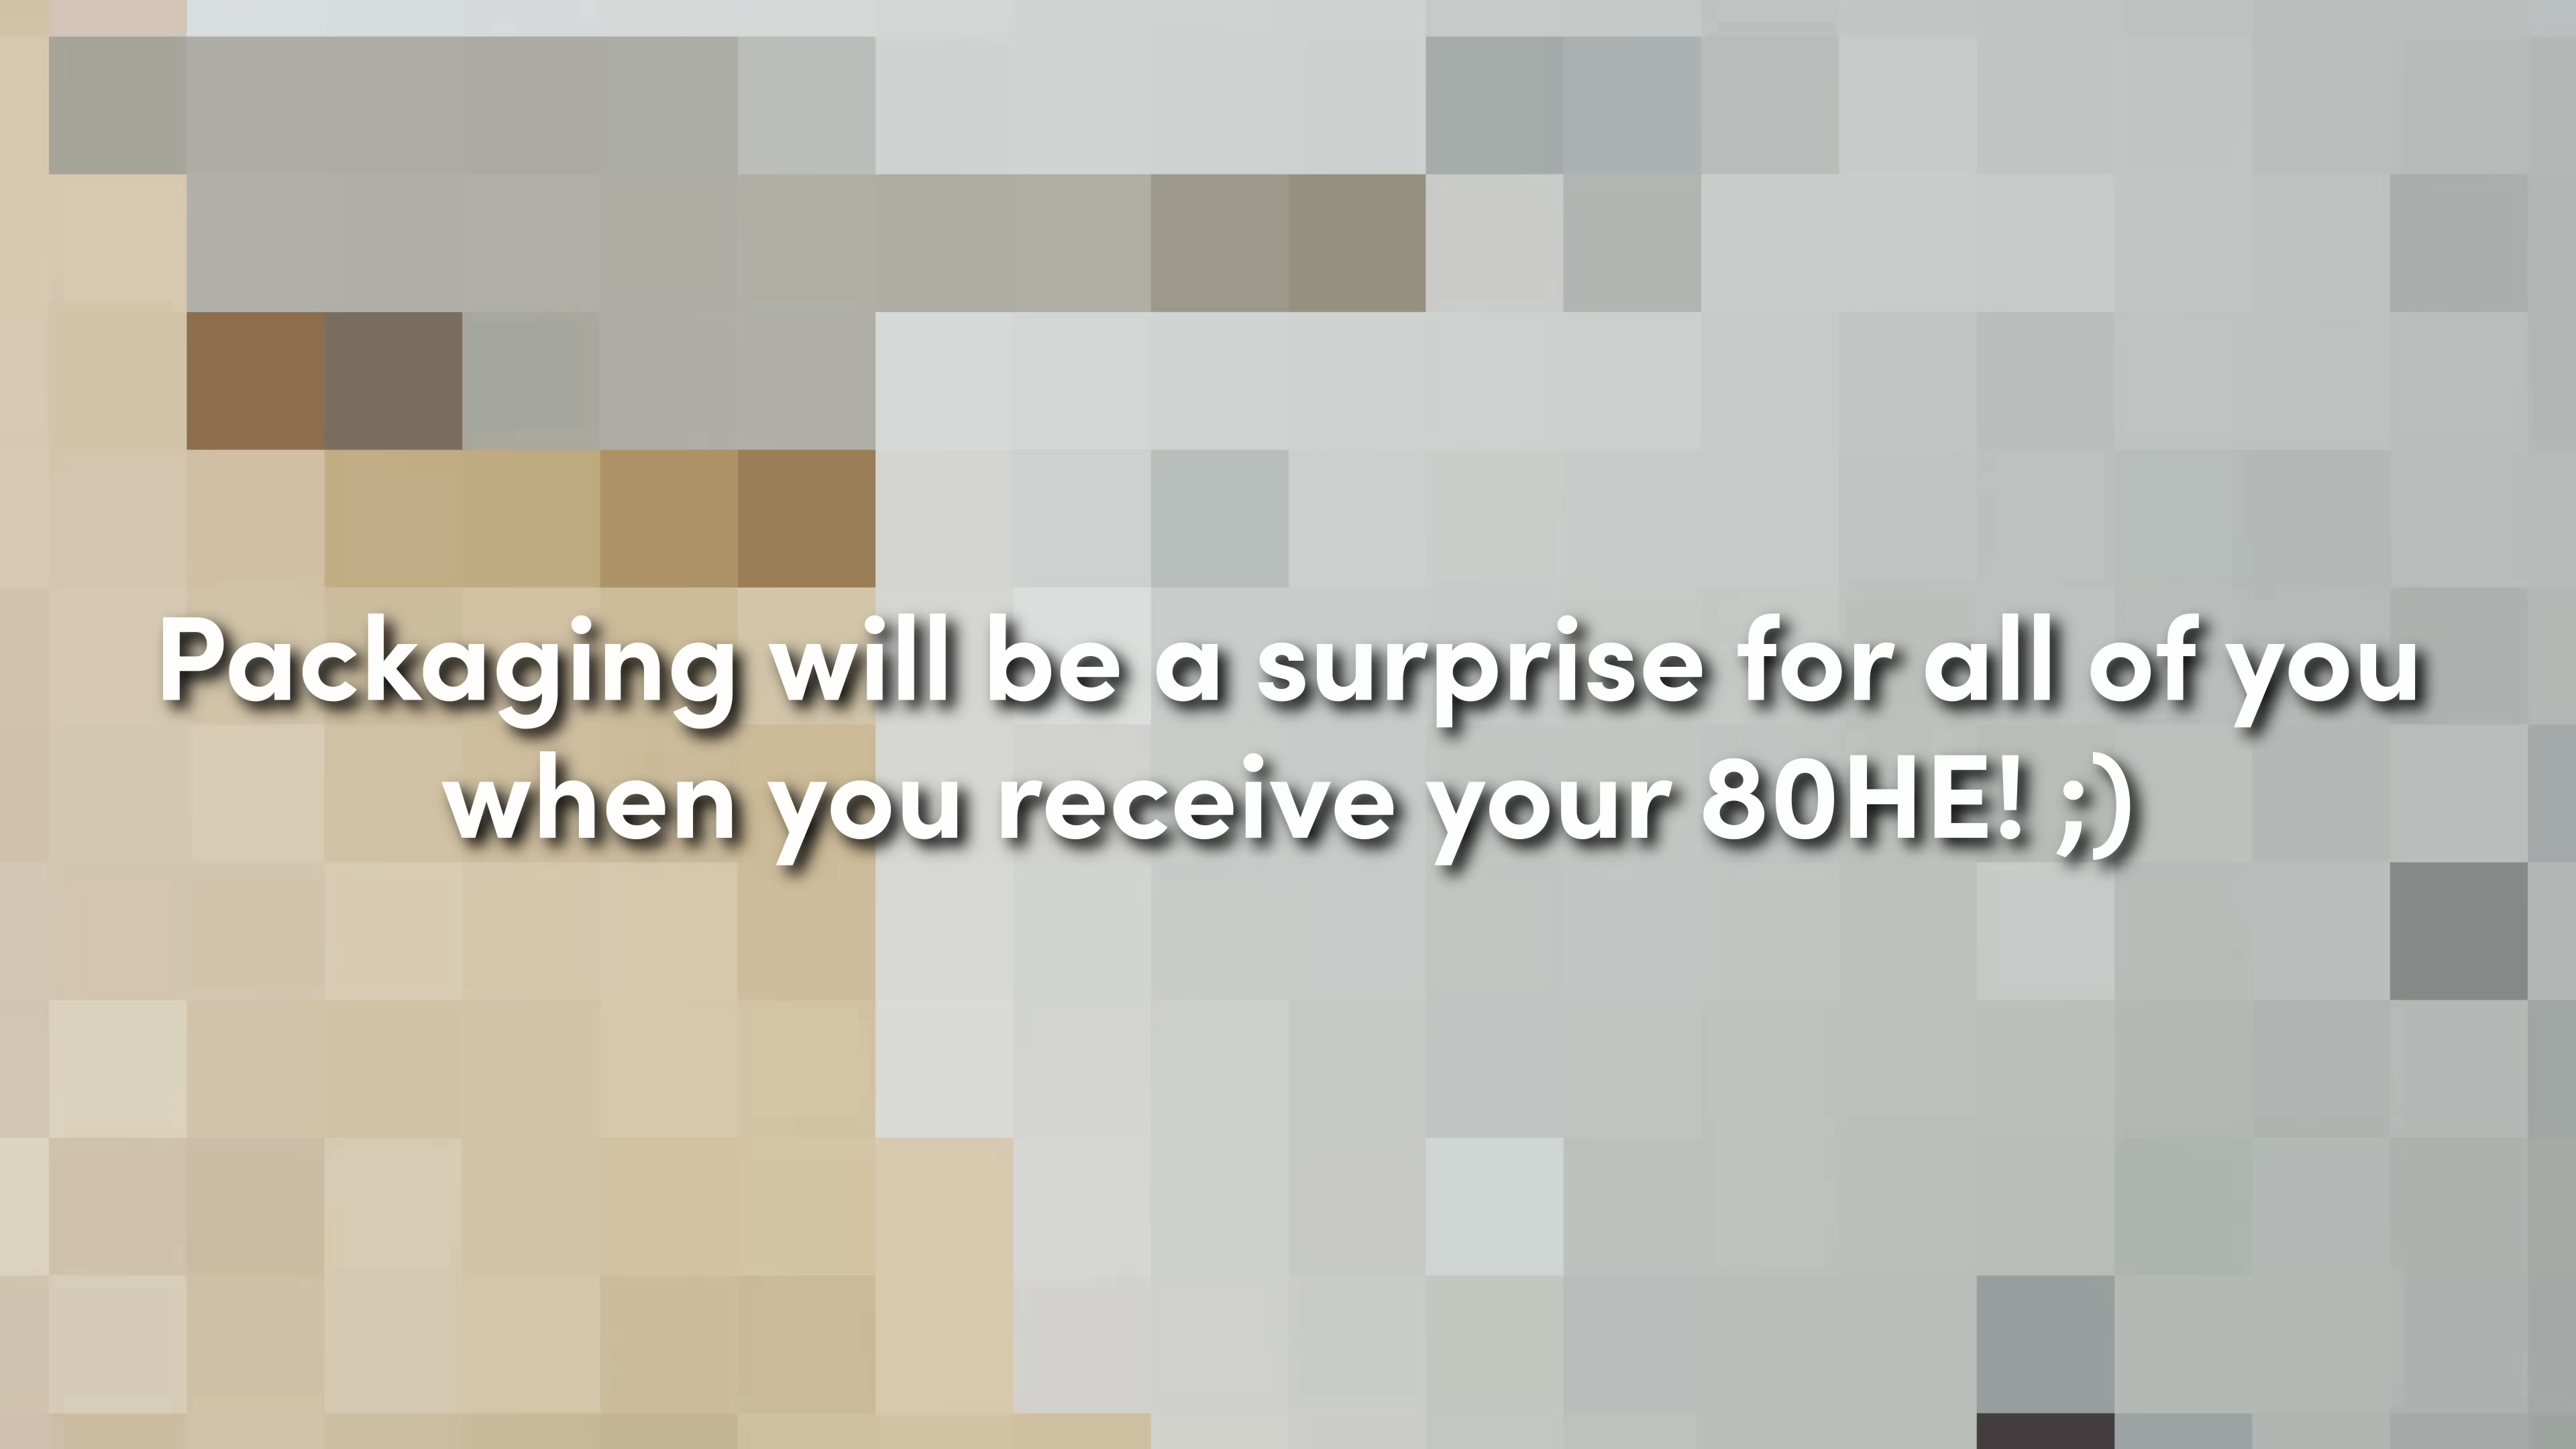 Packaging will be a surprise for all of you
when you receive your 80HE! ;)